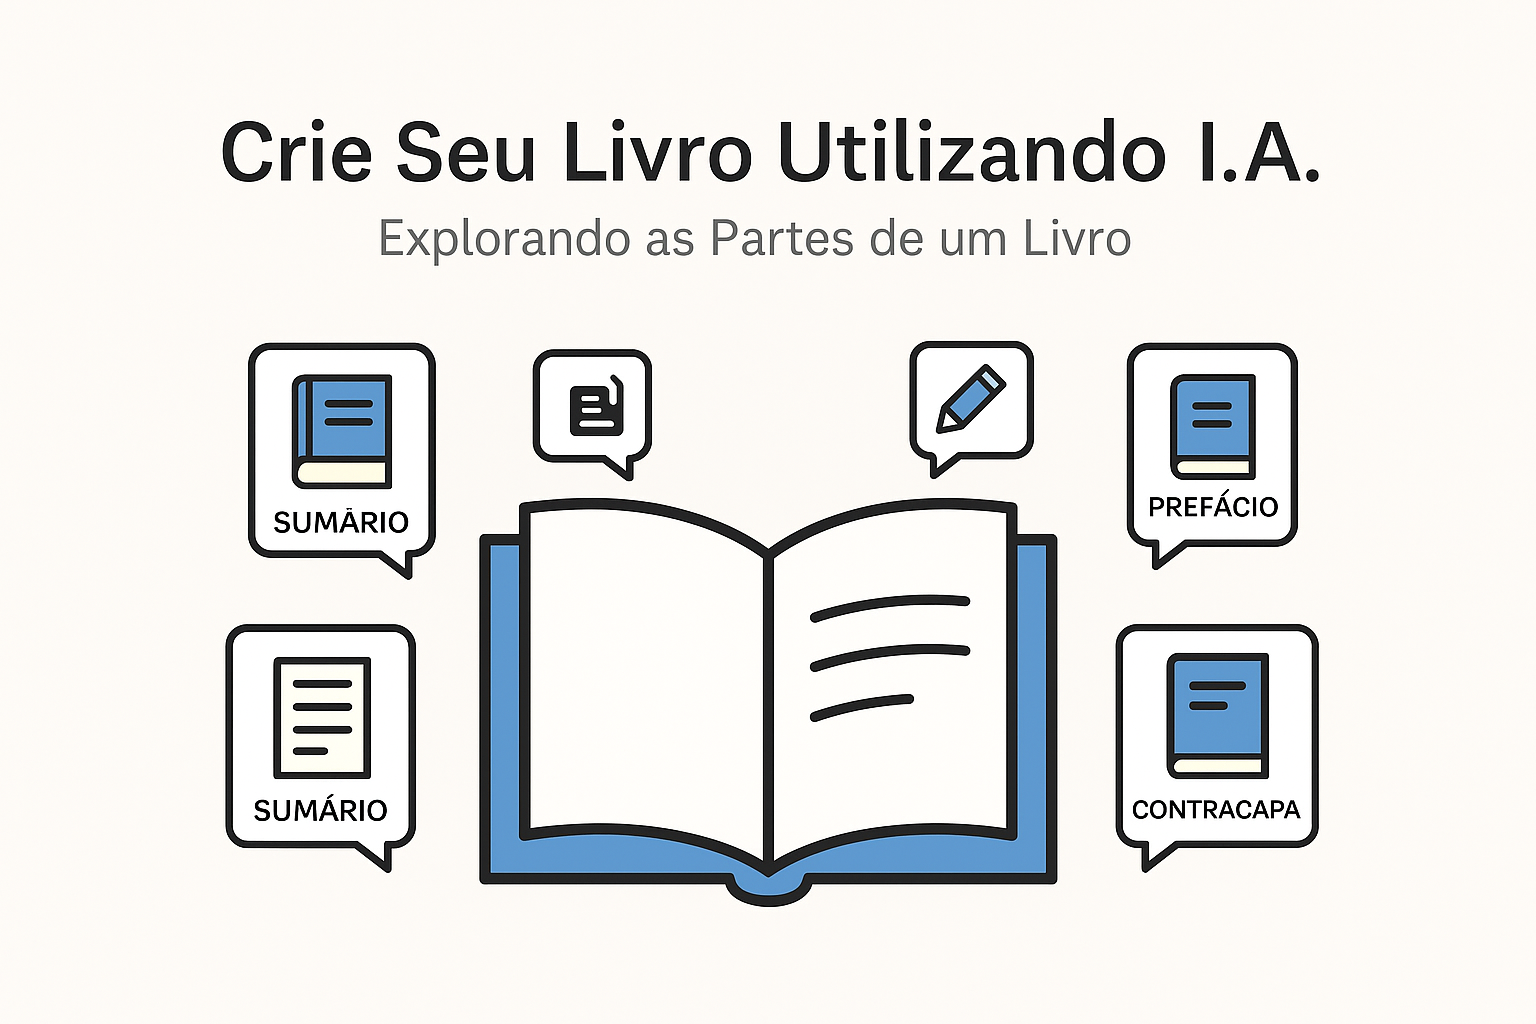 Crie Seu Livro Utilizando I.A.
Explorando as Partes de um Livro
SUMÁRIO
PREFÁCIO
SUMÁRIO
CONTRACAPA